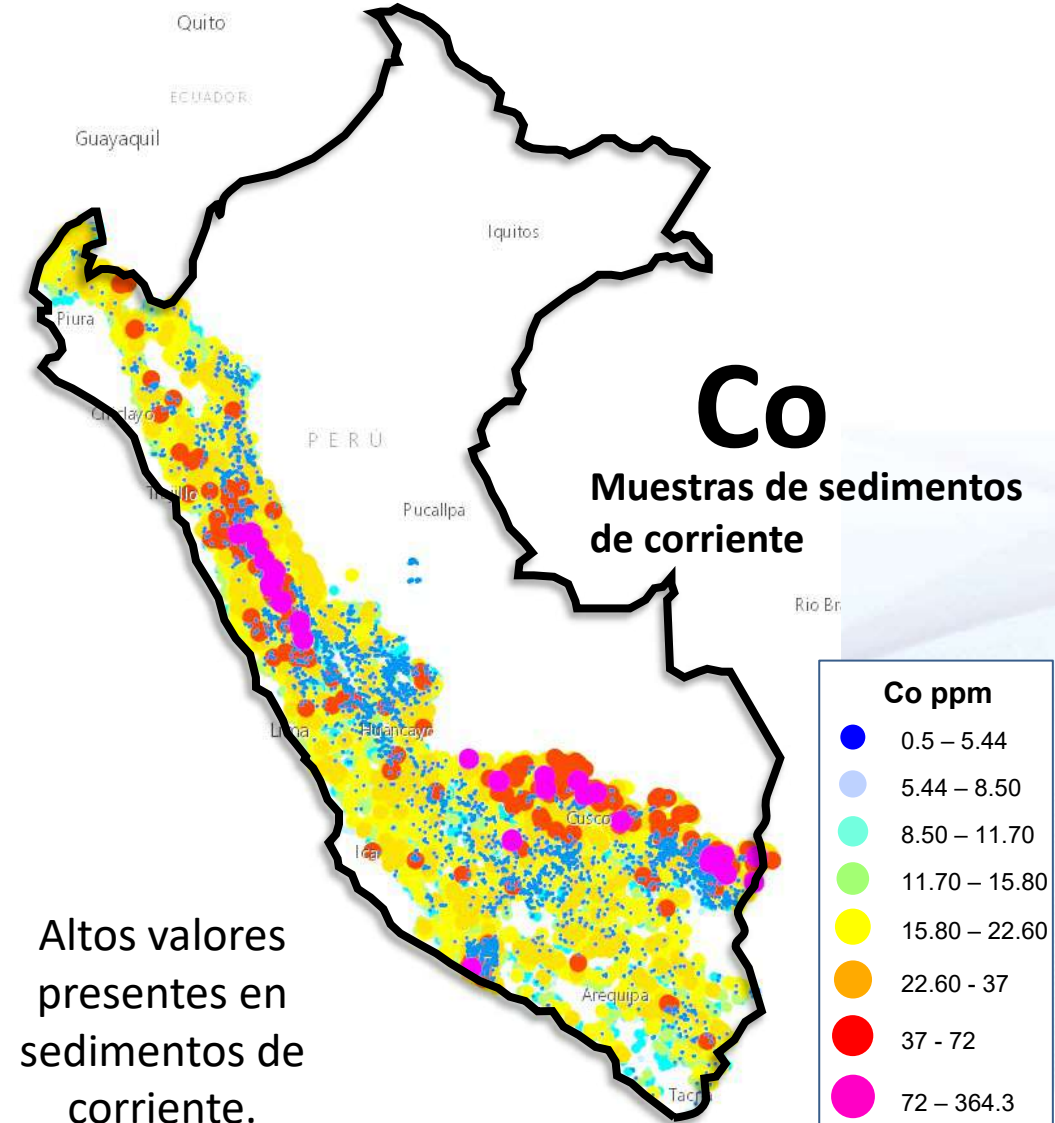 Quito
ECUADOR
Guayaquil
Iquitos
Piura
Chiclayo
PERÚ
Co
Muestras de sedimentos
de corriente
Trujillo
Pucallpa
Rio Br
Co ppm
0.5 – 5.44
5.44 – 8.50
8.50 – 11.70
11.70 – 15.80
15.80 – 22.60
22.60 - 37
37 - 72
72 – 364.3
Lima
Huancayo
Cusco
Ica
Arequipa
Tacna
Altos valores
presentes en
sedimentos de
corriente.